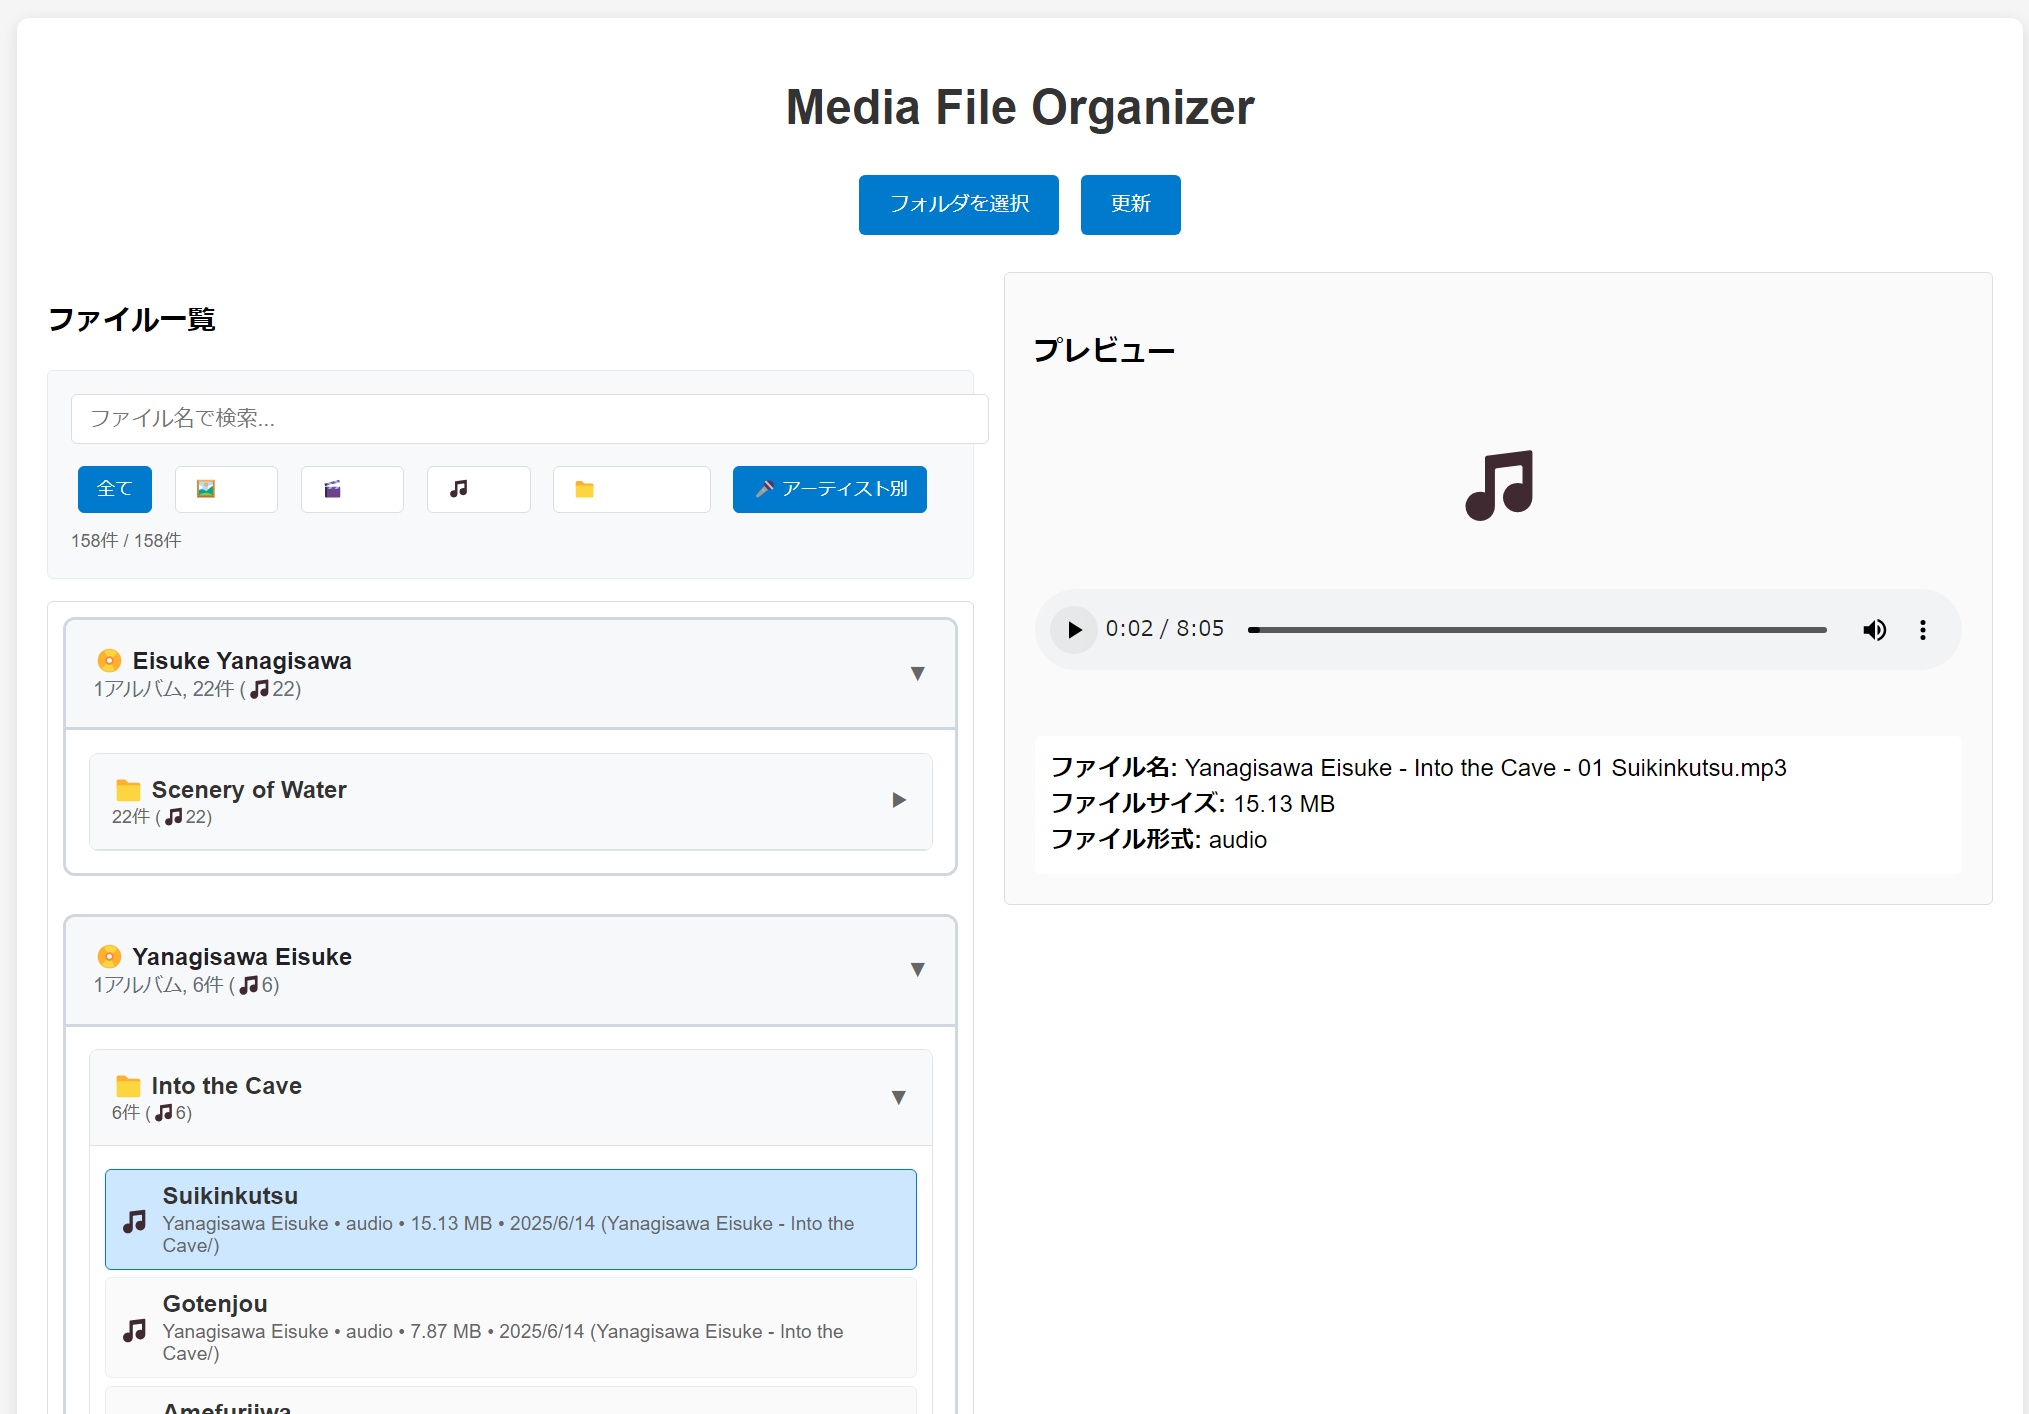 Media File Organizer
フォルダを選択
更新
ファイル一覧
ファイル名で検索...
全て
アーティスト別
158件 / 158件
Eisuke Yanagisawa
1アルバム, 22件 (22)
Scenery of Water
22件 (22)
Yanagisawa Eisuke
1アルバム, 6件 (6)
Into the Cave
6件 (6)
Suikinkutsu
Yanagisawa Eisuke • audio • 15.13 MB • 2025/6/14 (Yanagisawa Eisuke - Into the
Cave/)
Gotenjou
Yanagisawa Eisuke • audio • 7.87 MB • 2025/6/14 (Yanagisawa Eisuke - Into the
Cave/)
プレビュー
0:02 / 8:05
ファイル名: Yanagisawa Eisuke - Into the Cave - 01 Suikinkutsu.mp3
ファイルサイズ: 15.13 MB
ファイル形式: audio